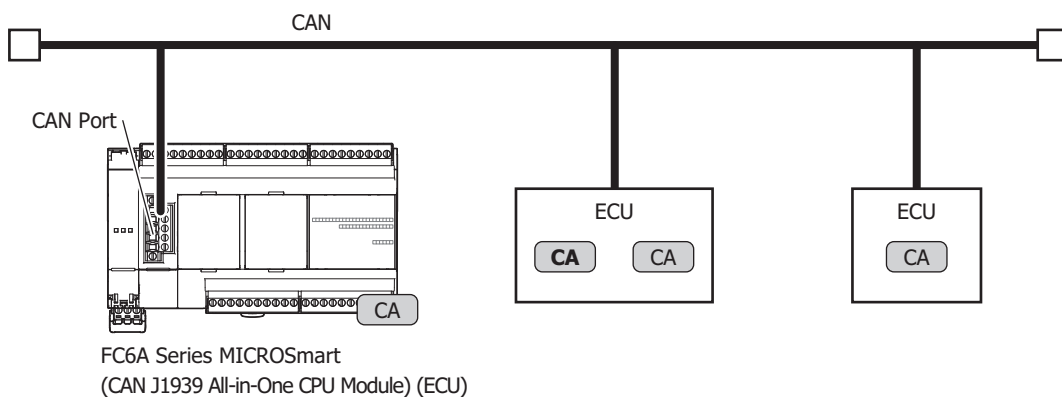 CAN
CAN Port
ECU
ECU
CA
CA
CA
CA
FC6A Series MICROSmart
(CAN J1939 All-in-One CPU Module) (ECU)